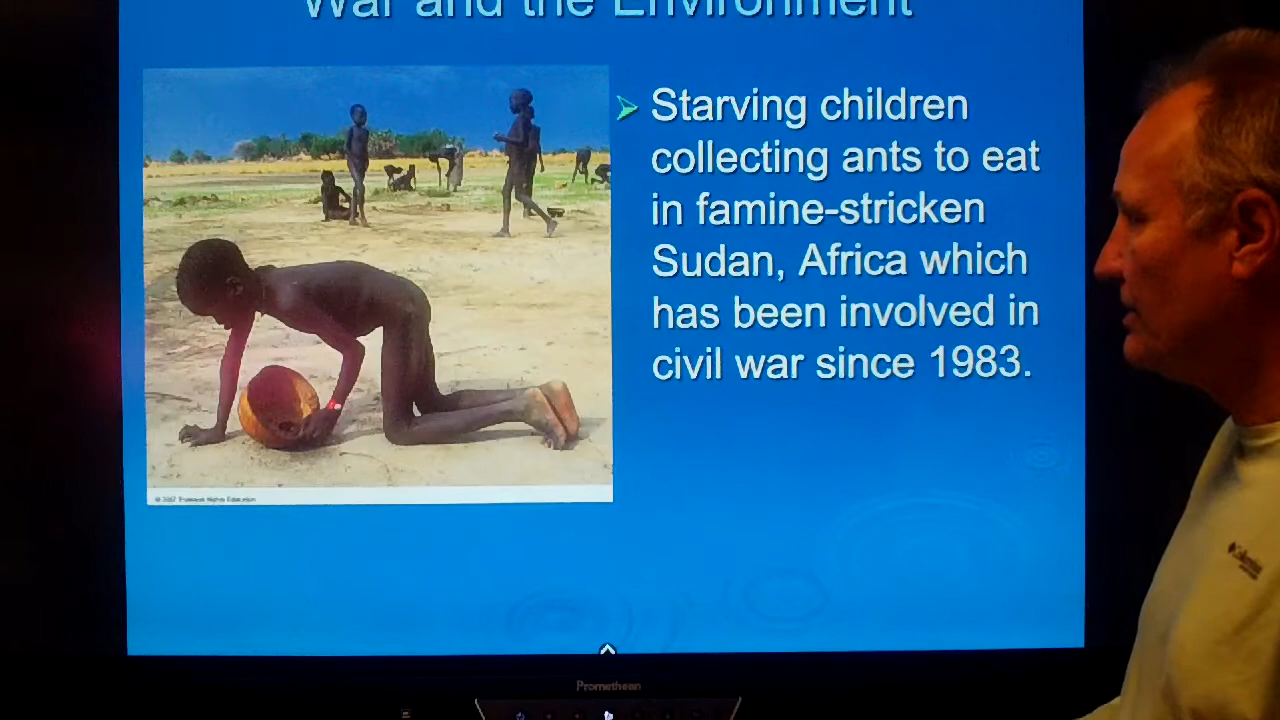 War and the Environment
Starving children
collecting ants to eat
in famine-stricken
Sudan, Africa which
has been involved in
civil war since 1983.
Promethean
Columbia